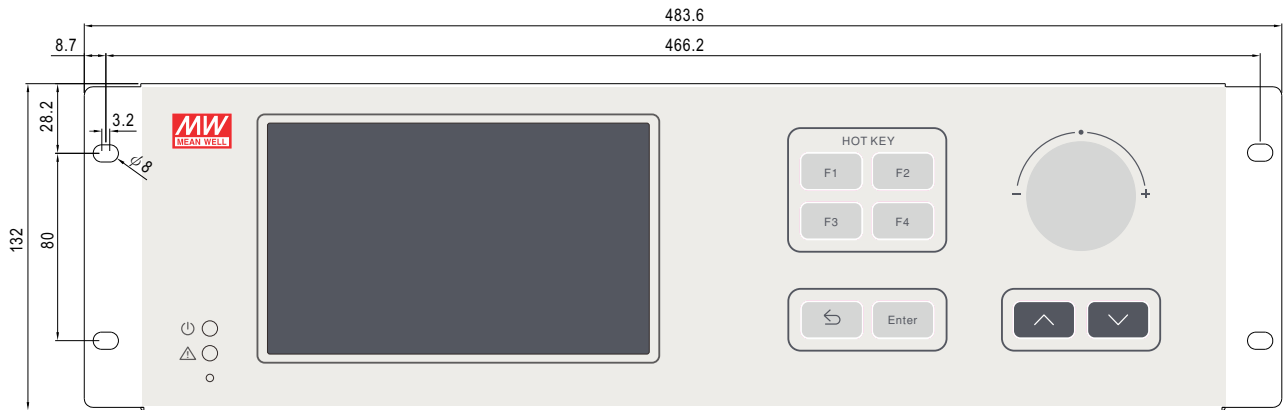 483.6
8.7
466.2
28.2
3.2
⌀8
132
80
MW
MEAN WELL
HOT KEY
F1
F2
F3
F4
Enter
− +